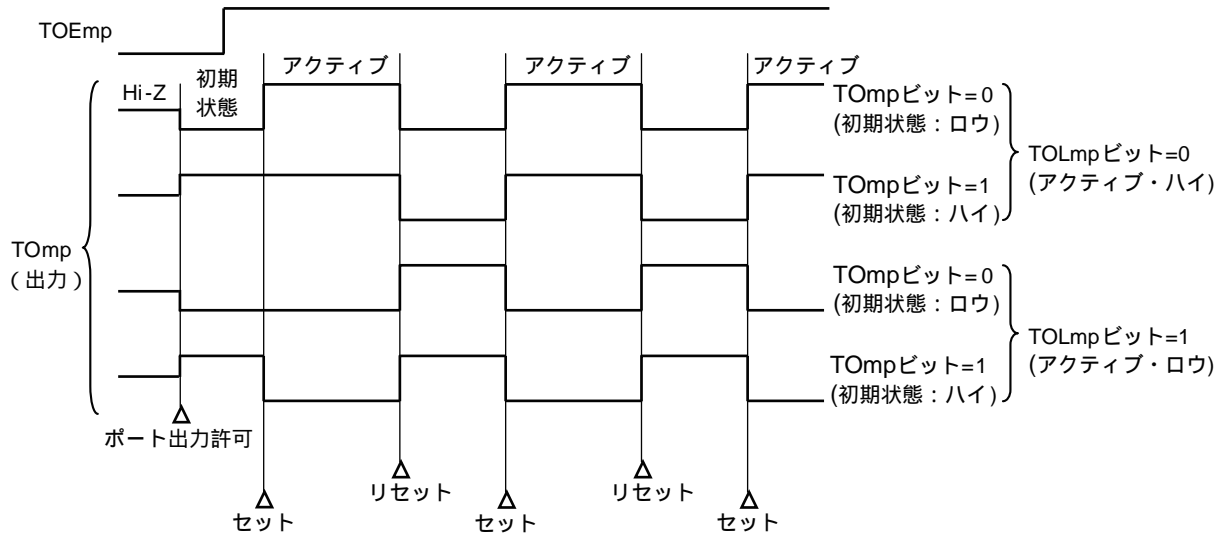 TOEmp
Hi-Z
初期
状態
アクティブ
アクティブ
アクティブ
TOmpビット=0
(初期状態：ロウ)
TOmpビット=1
(初期状態：ハイ)
TOLmpビット=0
(アクティブ・ハイ)
TOmp
（出力）
TOmpビット=0
(初期状態：ロウ)
TOmpビット=1
(初期状態：ハイ)
TOLmpビット=1
(アクティブ・ロウ)
ポート出力許可
セット
リセット
セット
リセット
セット